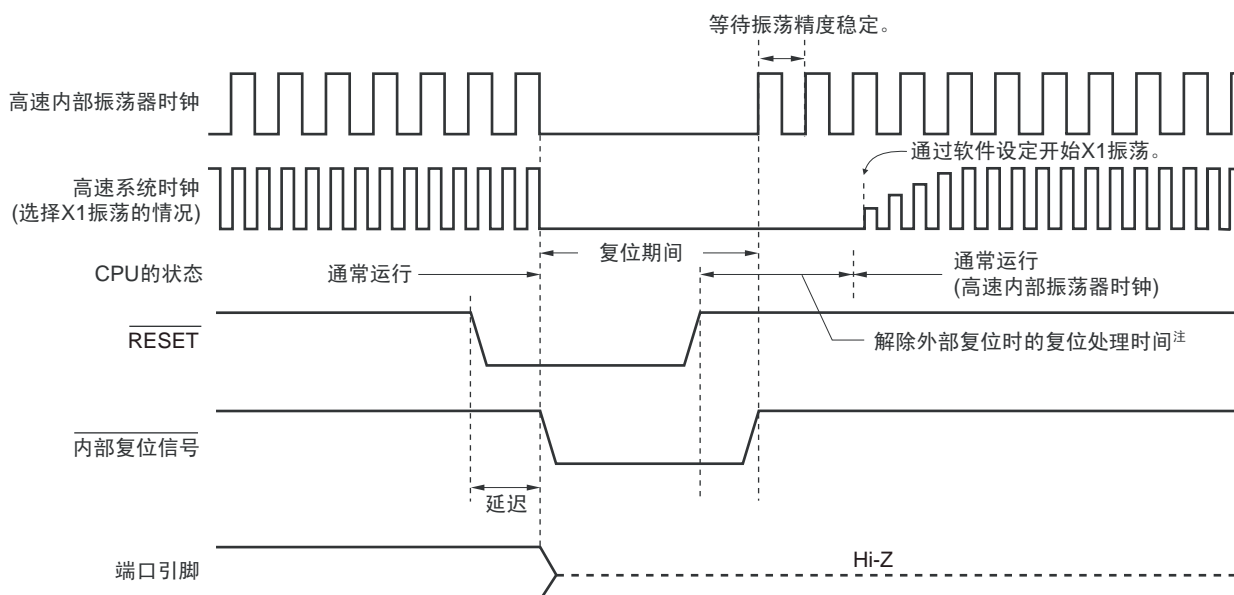 等待振荡精度稳定。
高速内部振荡器时钟
通过软件设定开始X1振荡。
高速系统时钟
(选择X1振荡的情况)
复位期间
CPU的状态
通常运行
通常运行
(高速内部振荡器时钟)
RESET
解除外部复位时的复位处理时间注
内部复位信号
延迟
端口引脚
Hi-Z